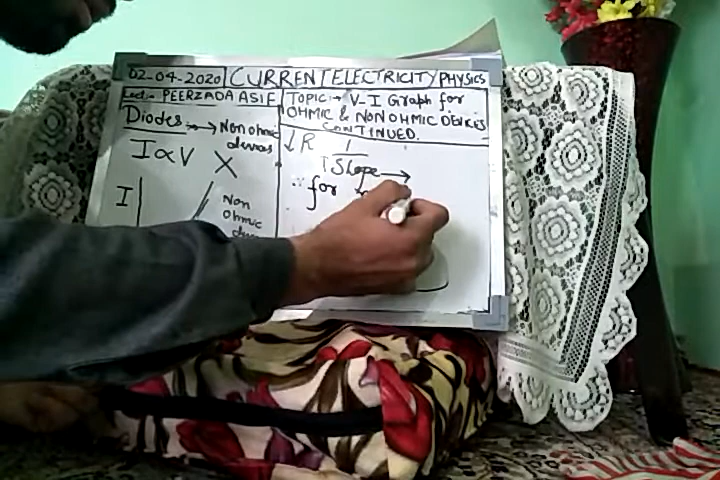 02-04-2020 CURRENT ELECTRICITY PHYSICS
Lect:- PEERZADA ASIF
Topic:→ V-I Graph for
OHMIC & NON OHMIC DEVICES
CONTINUED.
Diodes → Non ohmic
devices
I ∝ V X
I
Non
Ohmic
↓R 1
↑Slope →
∵ for